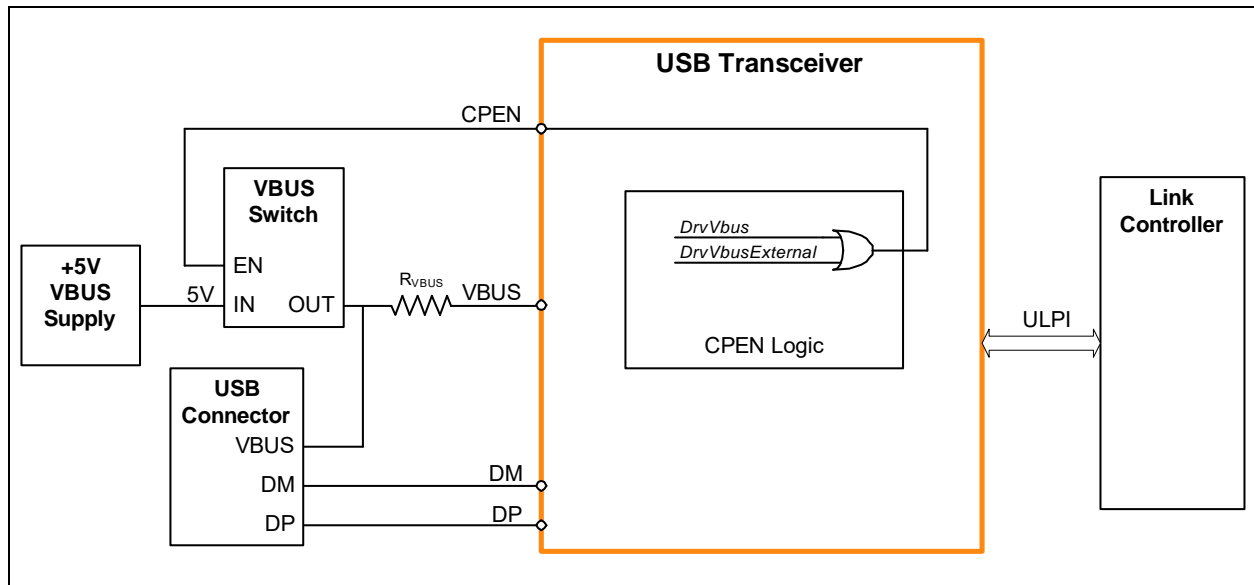 USB Transceiver
CPEN
VBUS
Switch
EN
IN
OUT
+5V
VBUS
Supply
5V
RVBUS
VBUS
DrvVbus
DrvVbusExternal
CPEN Logic
ULPI
Link
Controller
USB
Connector
VBUS
DM
DP
DM
DP